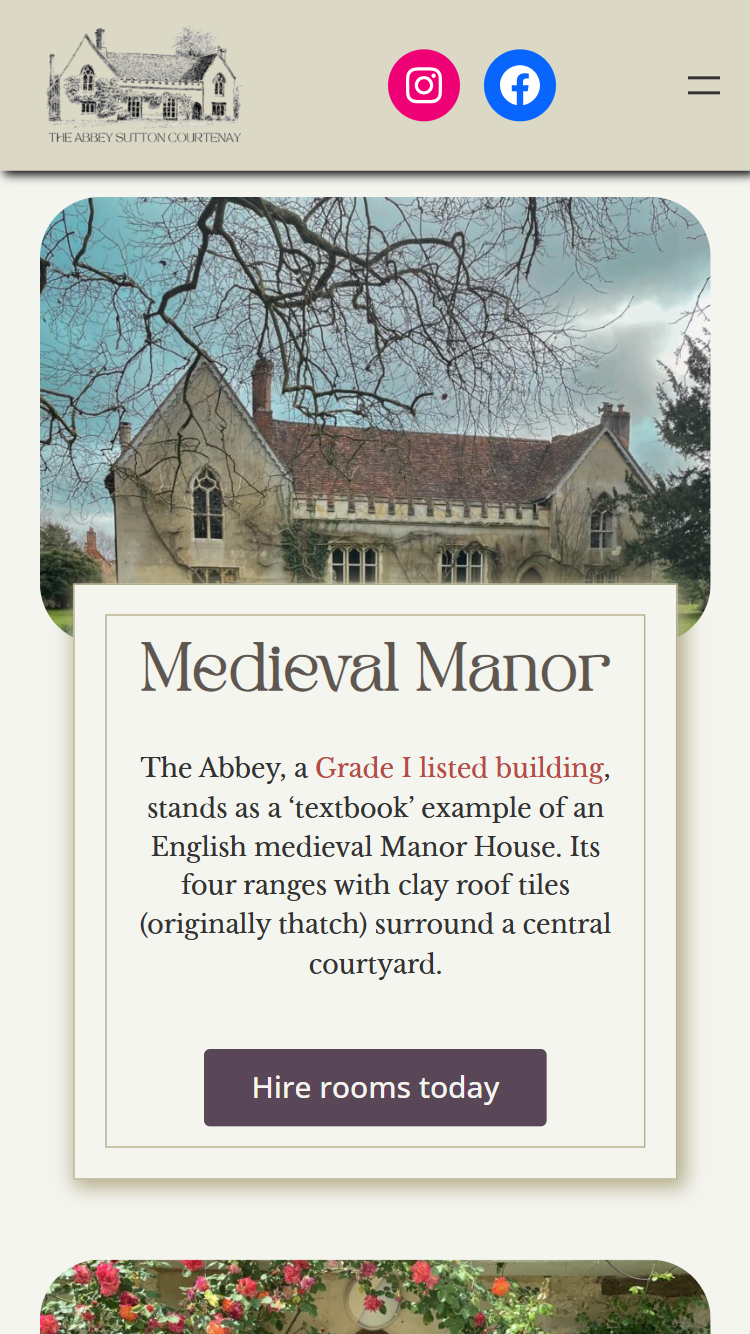 THE ABBEY SUTTON COURTENAY
Medieval Manor
The Abbey, a Grade I listed building,
stands as a ‘textbook’ example of an
English medieval Manor House. Its
four ranges with clay roof tiles
(originally thatch) surround a central
courtyard.
Hire rooms today